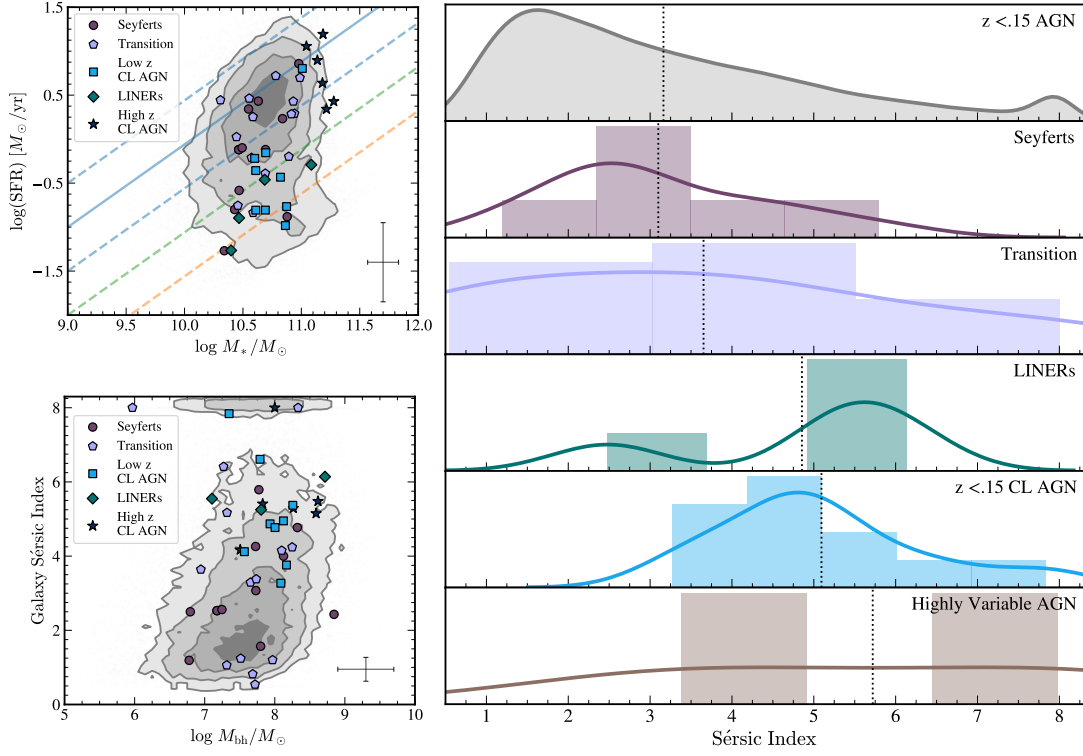 log(SFR) [M⊙/yr]
1.5
0.5
−0.5
−1.5
Seyferts
Transition
Low z
CL AGN
LINERs
High z
CL AGN
9.0 9.5 10.0 10.5 11.0 11.5 12.0
log M*/M⊙
Galaxy Sérsic Index
8
7
6
5
4
3
2
1
0
Seyferts
Transition
Low z
CL AGN
LINERs
High z
CL AGN
5 6 7 8 9 10
log Mbh/M⊙
z <.15 AGN
Seyferts
Transition
LINERs
z <.15 CL AGN
Highly Variable AGN
1 2 3 4 5 6 7 8
Sérsic Index